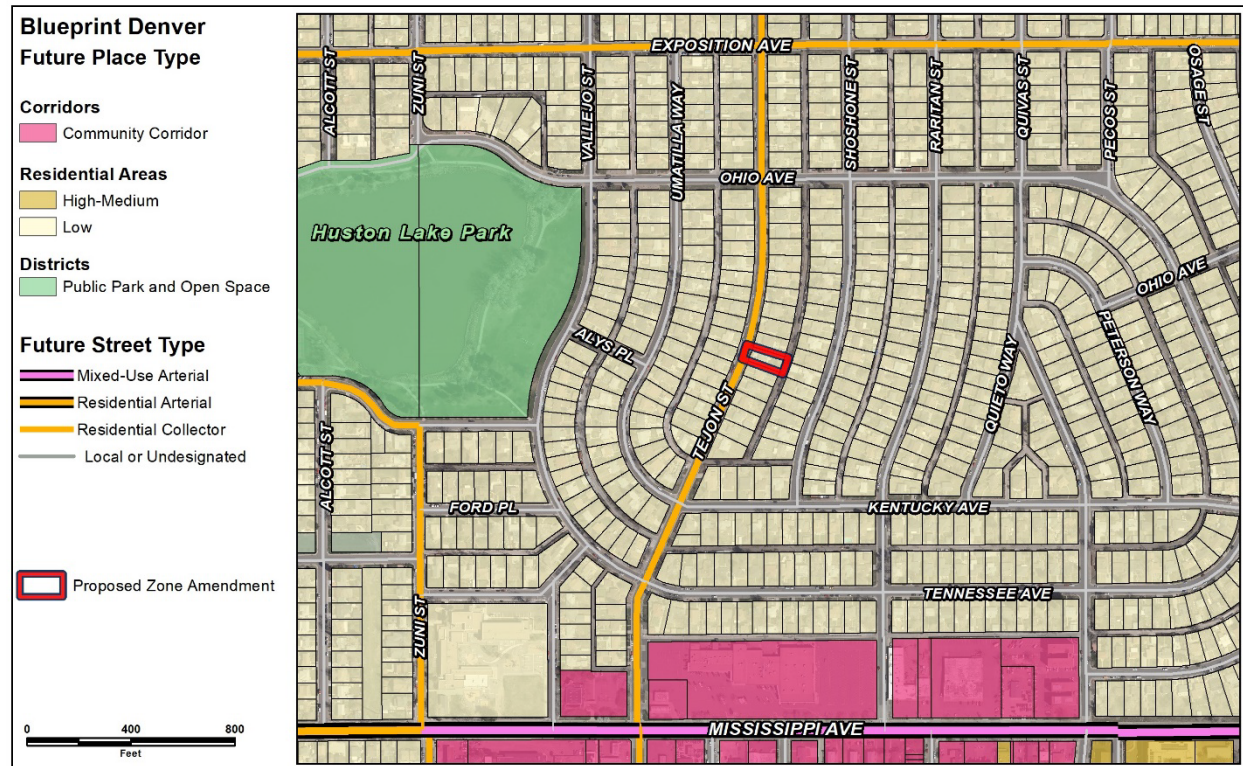 Blueprint Denver
Future Place Type
Corridors
Community Corridor
Residential Areas
High-Medium
Low
Districts
Public Park and Open Space
Future Street Type
Mixed-Use Arterial
Residential Arterial
Residential Collector
Local or Undesignated
Proposed Zone Amendment
0 400 800
Feet
EXPOSITION AVE
ALCOTT ST
ZUNI ST
VALLEJO ST
UMATILLA WAY
SHOSHONE ST
RARITAN ST
QUIVAS ST
PECOS ST
OSAGE ST
OHIO AVE
Huston Lake Park
OHIO AVE
ALYS PL
PETERSON WAY
QUIETO WAY
TEJON ST
ALCOTT ST
FORD PL
KENTUCKY AVE
TENNESSEE AVE
ZUNI ST
MISSISSIPPI AVE